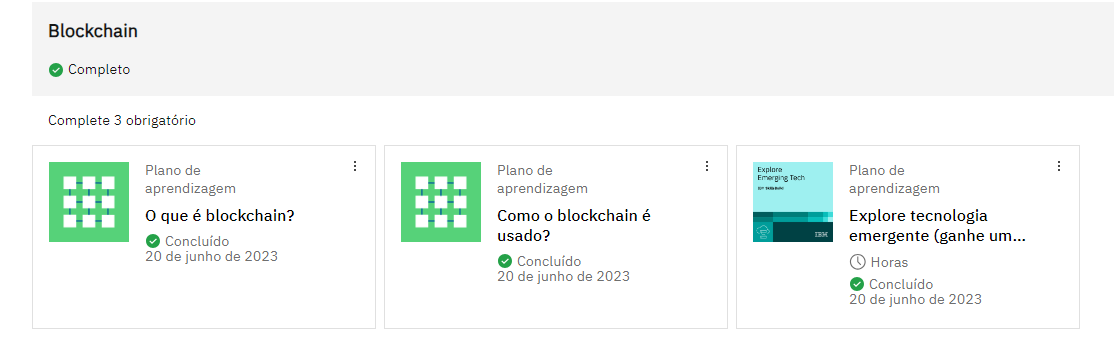 Blockchain
Completo
Complete 3 obrigatório
Plano de
aprendizagem
O que é blockchain?
Concluído
20 de junho de 2023
Plano de
aprendizagem
Como o blockchain é
usado?
Concluído
20 de junho de 2023
Explore
Emerging Tech
IBM SkillsBuild
IBM
Plano de
aprendizagem
Explore tecnologia
emergente (ganhe um...
Horas
Concluído
20 de junho de 2023